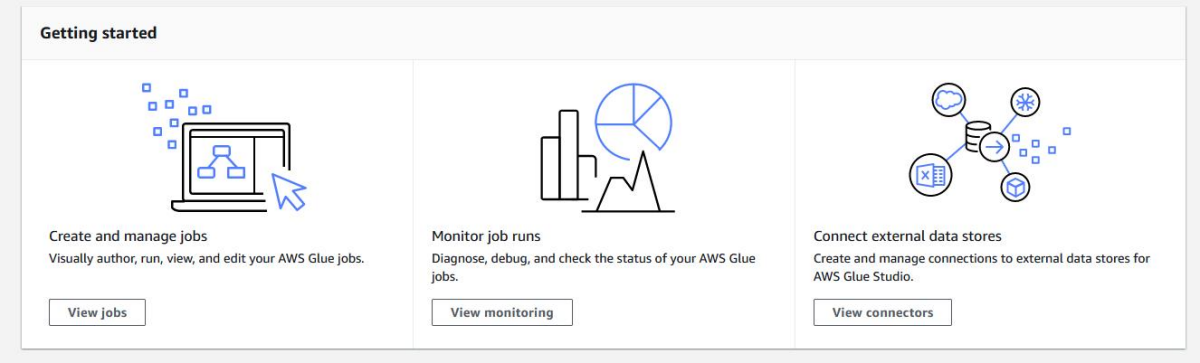 Getting started
Create and manage jobs
Visually author, run, view, and edit your AWS Glue jobs.
View jobs
Monitor job runs
Diagnose, debug, and check the status of your AWS Glue
jobs.
View monitoring
Connect external data stores
Create and manage connections to external data stores for
AWS Glue Studio.
View connectors